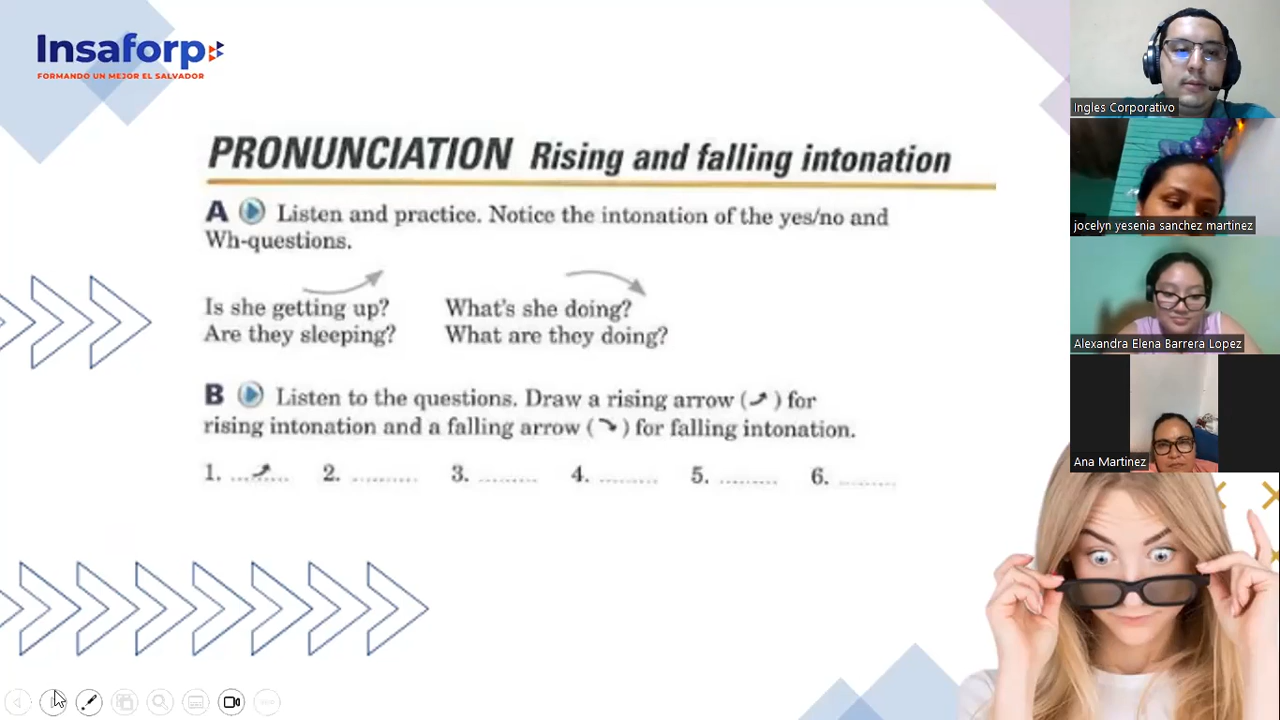 Insaforp
FORMANDO UN MEJOR EL SALVADOR
PRONUNCIATION Rising and falling intonation
A Listen and practice. Notice the intonation of the yes/no and
Wh-questions.
Is she getting up? What's she doing?
Are they sleeping? What are they doing?
B Listen to the questions. Draw a rising arrow (⤴) for
rising intonation and a falling arrow (⤵) for falling intonation.
1. ...⤴... 2. .......... 3. .......... 4. .......... 5. .......... 6. ..........
Ingles Corporativo
jocelyn yesenia sanchez martinez
Alexandra Elena Barrera Lopez
Ana Martinez